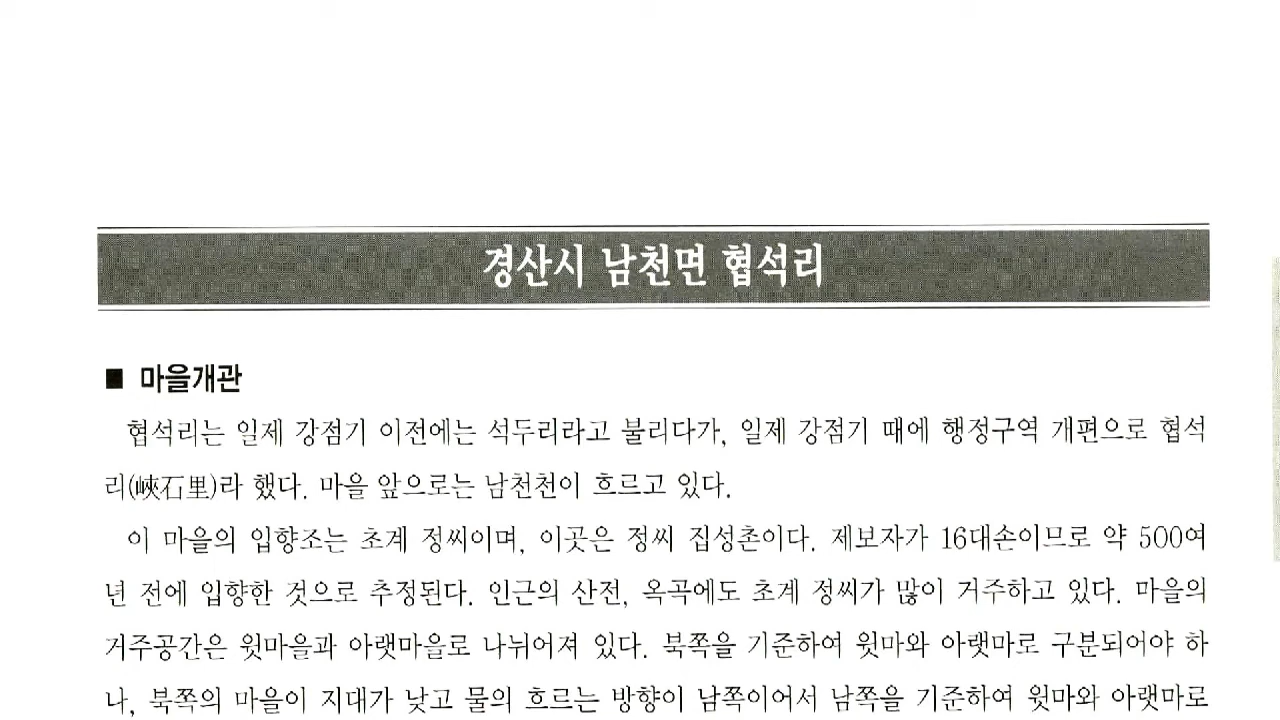 경산시 남천면 협석리
■ 마을개관
협석리는 일제 강점기 이전에는 석두리라고 불리다가, 일제 강점기 때에 행정구역 개편으로 협석
리(峽石里)라 했다. 마을 앞으로는 남천천이 흐르고 있다.
이 마을의 입향조는 초계 정씨이며, 이곳은 정씨 집성촌이다. 제보자가 16대손이므로 약 500여
년 전에 입향한 것으로 추정된다. 인근의 산전, 옥곡에도 초계 정씨가 많이 거주하고 있다. 마을의
거주공간은 윗마을과 아랫마을로 나뉘어져 있다. 북쪽을 기준하여 윗마와 아랫마로 구분되어야 하
나, 북쪽의 마을이 지대가 낮고 물의 흐르는 방향이 남쪽이어서 남쪽을 기준하여 윗마와 아랫마로